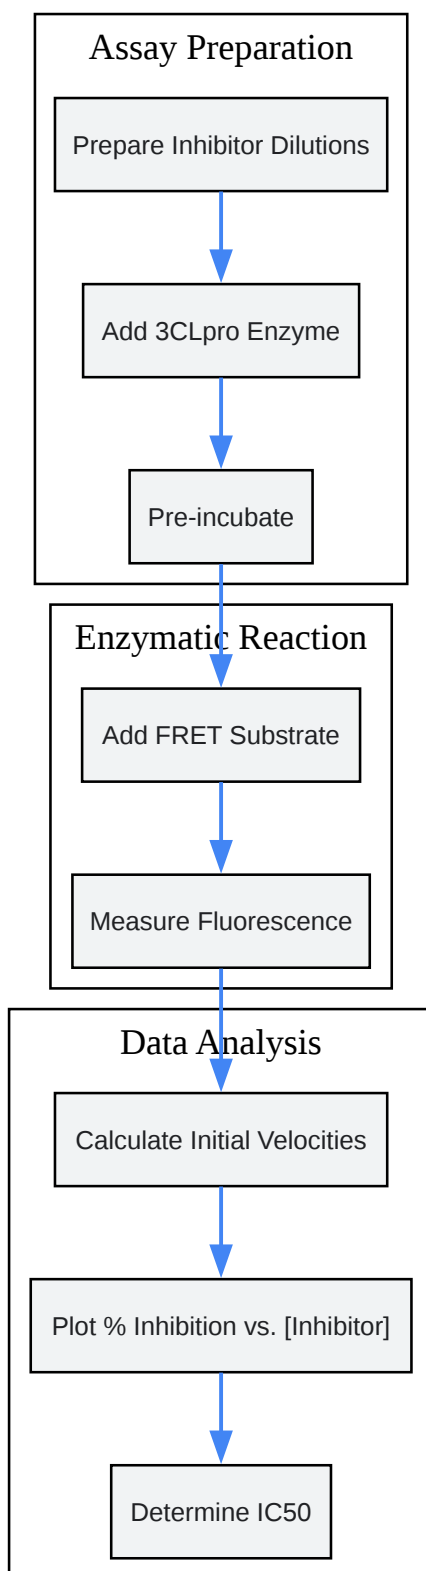 Assay Preparation
Prepare Inhibitor Dilutions
Add 3CLpro Enzyme
Pre-incubate
Enzymatic Reaction
Add FRET Substrate
Measure Fluorescence
Data Analysis
Calculate Initial Velocities
Plot % Inhibition vs. [Inhibitor]
Determine IC50